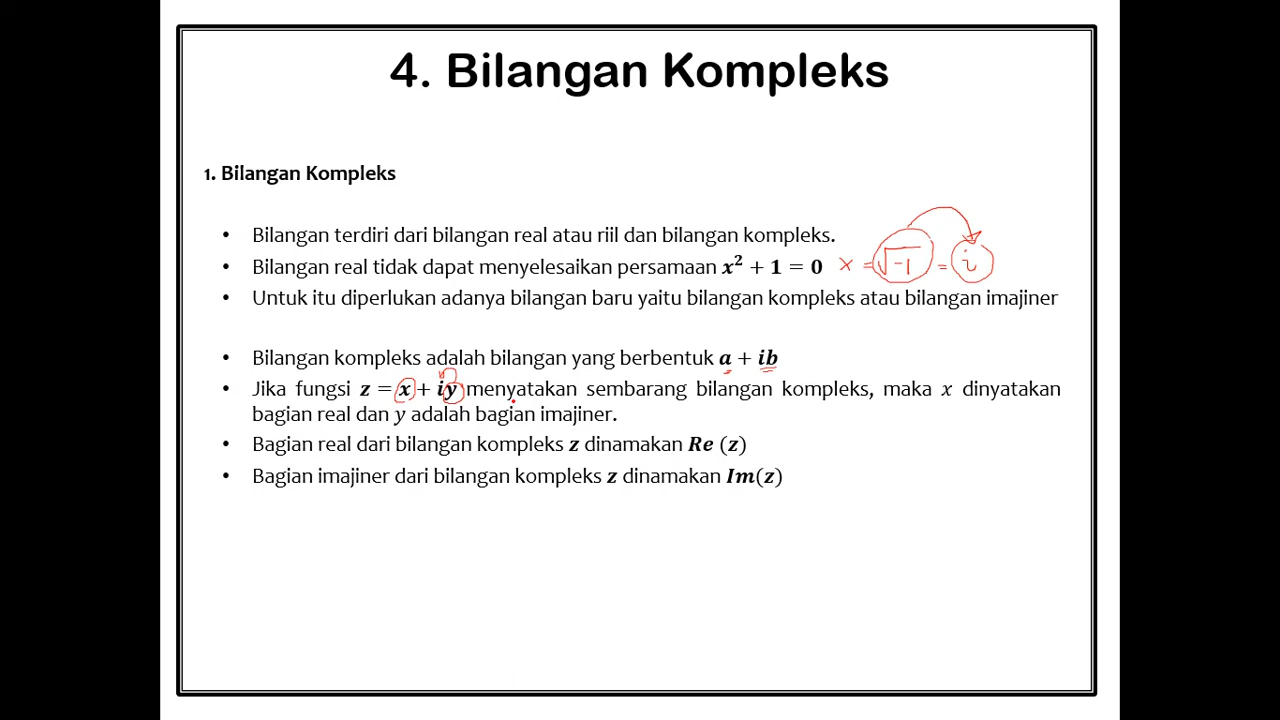 4. Bilangan Kompleks
1. Bilangan Kompleks
• Bilangan terdiri dari bilangan real atau riil dan bilangan kompleks.
• Bilangan real tidak dapat menyelesaikan persamaan x² + 1 = 0 x = √-1 = i
• Untuk itu diperlukan adanya bilangan baru yaitu bilangan kompleks atau bilangan imajiner
• Bilangan kompleks adalah bilangan yang berbentuk a + ib
• Jika fungsi z = x + iy menyatakan sembarang bilangan kompleks, maka x dinyatakan
bagian real dan y adalah bagian imajiner.
• Bagian real dari bilangan kompleks z dinamakan Re (z)
• Bagian imajiner dari bilangan kompleks z dinamakan Im(z)